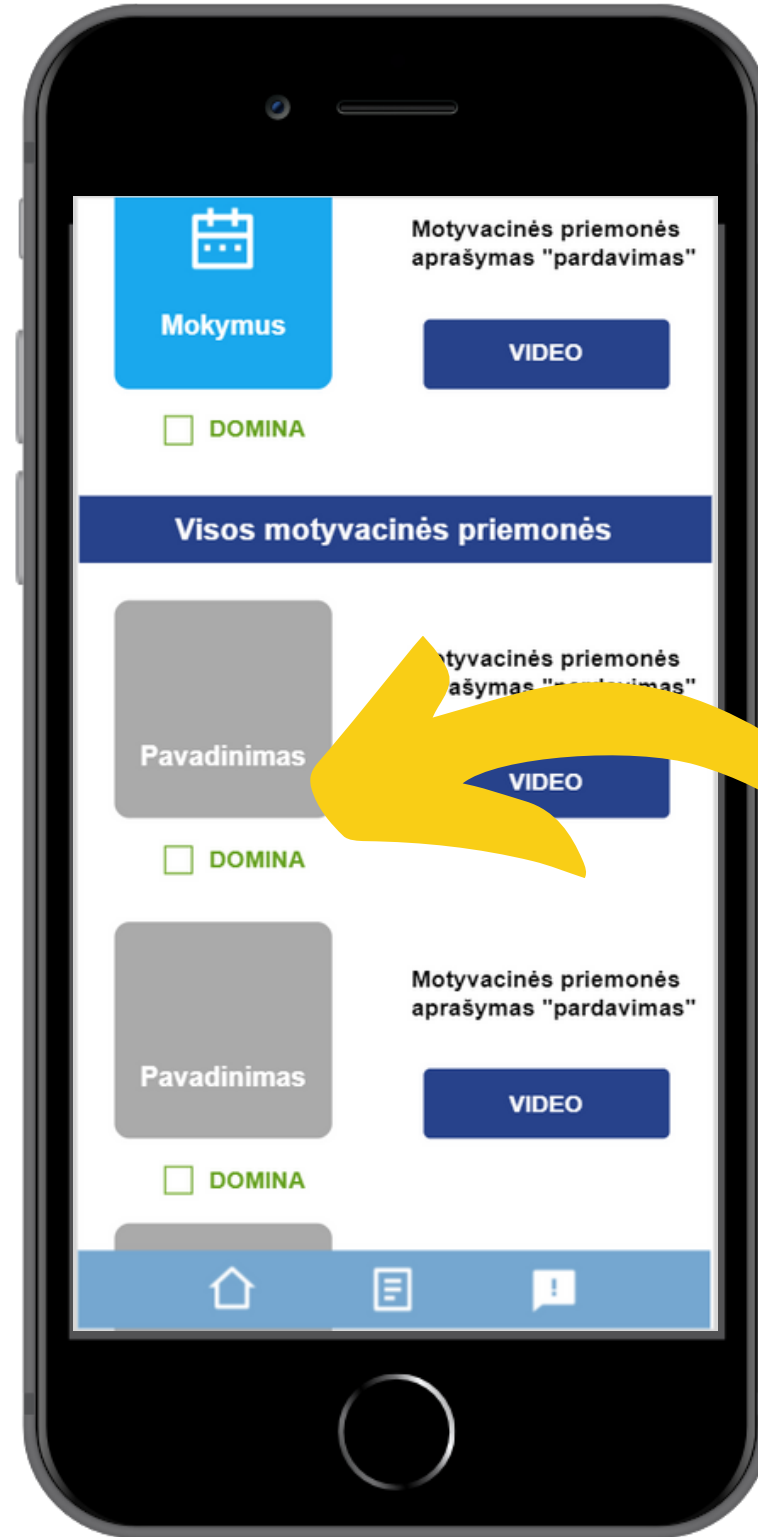 Motyvacinės priemonės
aprašymas "pardavimas"
Mokymus
VIDEO
DOMINA
Visos motyvacinės priemonės
priemonės
Pavadinimas
VIDEO
DOMINA
Motyvacinės priemonės
aprašymas "pardavimas"
Pavadinimas
VIDEO
DOMINA